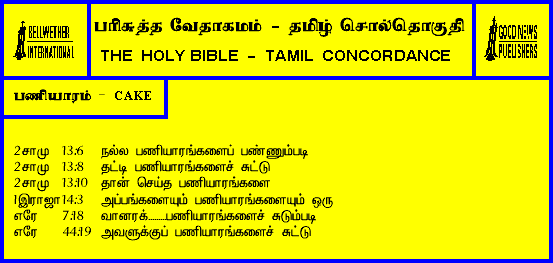 BELLWETHER
INTERNATIONAL
பரிசுத்த வேதாகமம் - தமிழ் சொல்தொகுதி
THE HOLY BIBLE - TAMIL CONCORDANCE
GOOD NEWS
PUBLISHERS
பணியாரம் - CAKE
2சாமு 13:6 நல்ல பணியாரங்களைப் பண்ணும்படி
2சாமு 13:8 தட்டி பணியாரங்களைச் சுட்டு
2சாமு 13:10 தான் செய்த பணியாரங்களை
1இராஜா14:3 அப்பங்களையும் பணியாரங்களையும் ஒரு
எரே 7:18 வானரக்.........பணியாரங்களைச் சுடும்படி
எரே 44:19 அவளுக்குப் பணியாரங்களைச் சுட்டு